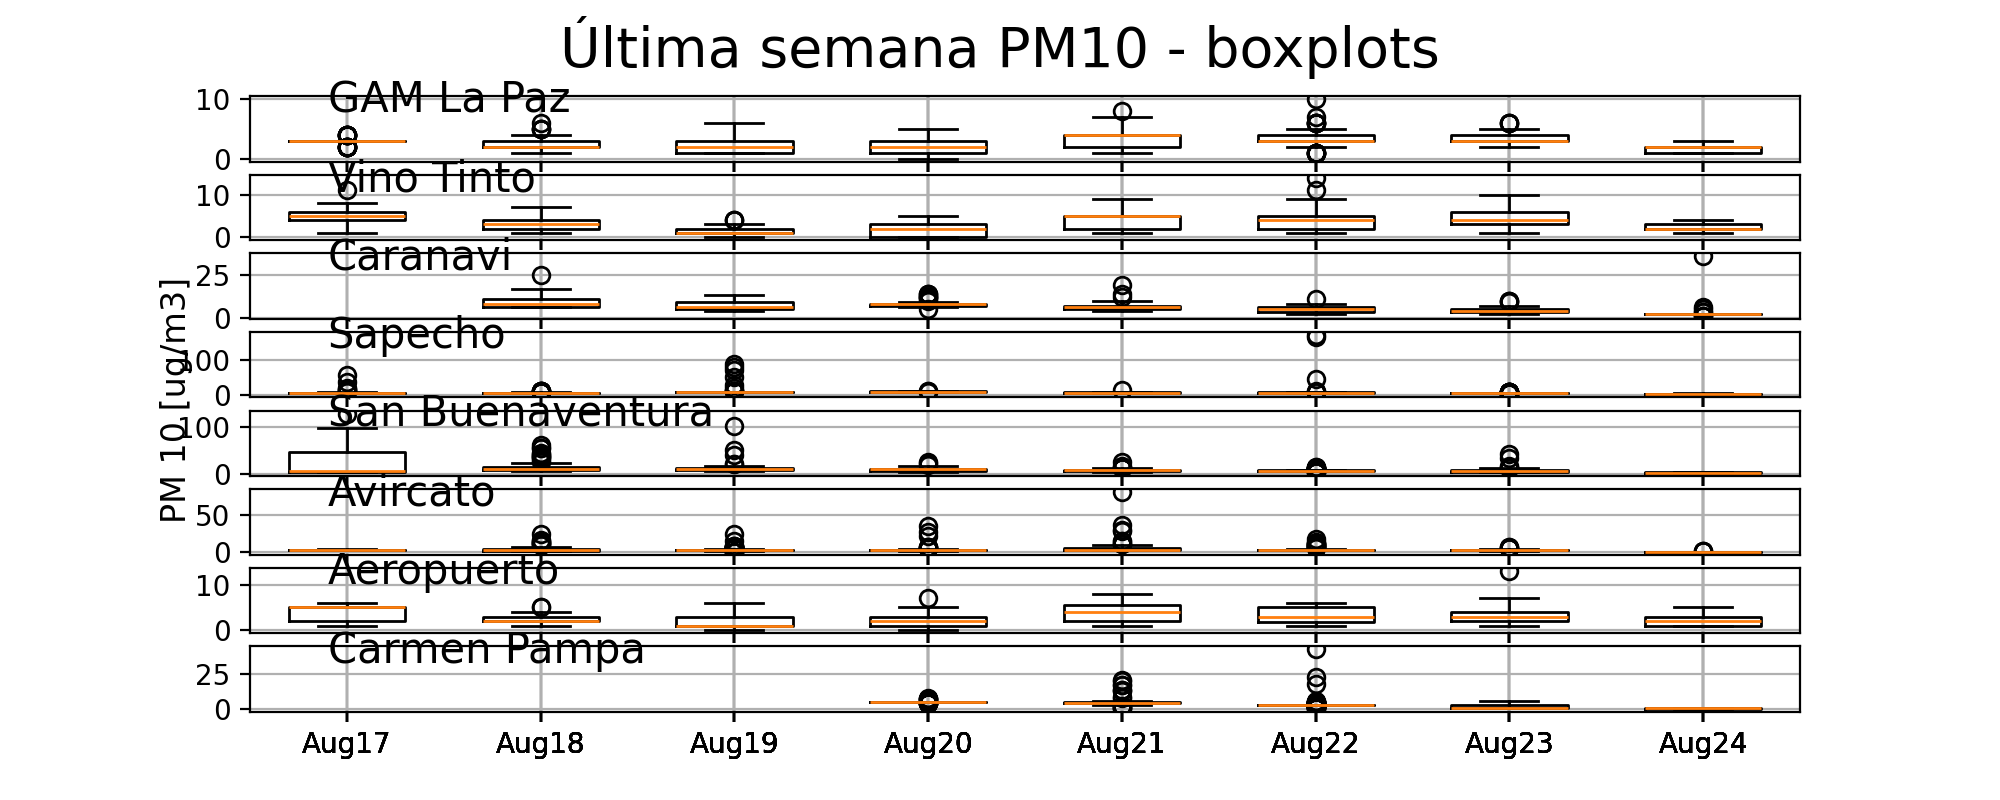 Última semana PM10 - boxplots
GAM La Paz
10
0
Vino Tinto
10
0
Caranavi
25
0
Sapecho
100
0
San Buenaventura
100
0
Avircato
50
0
Aeropuerto
10
0
Carmen Pampa
25
0
PM 10 [ug/m3]
Aug17 Aug18 Aug19 Aug20 Aug21 Aug22 Aug23 Aug24